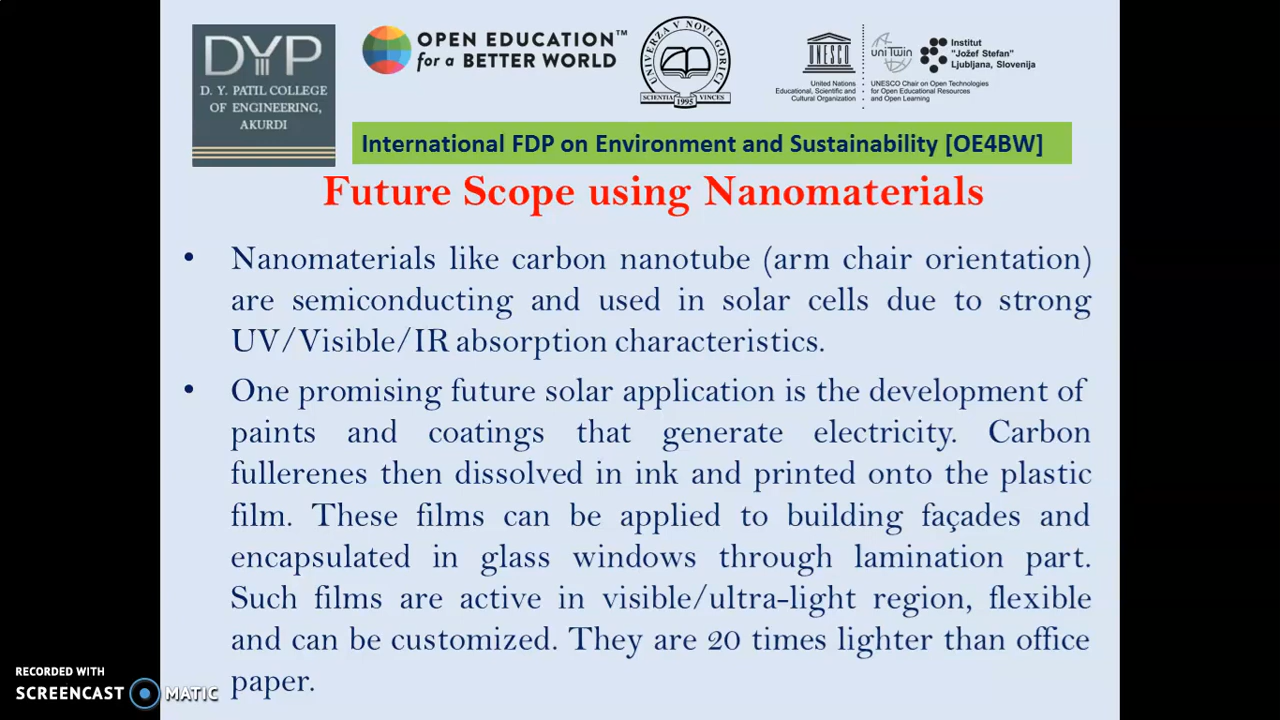 DYP
D. Y. PATIL COLLEGE
OF ENGINEERING,
AKURDI
OPEN EDUCATION™
for a BETTER WORLD
UNIVERZA V NOVI GORICI
SCIENTIA VINCES
1995
UNESCO
United Nations
Educational, Scientific and
Cultural Organization
uniTwin
Institut
"Jožef Stefan"
Ljubljana, Slovenija
UNESCO Chair on Open Technologies
for Open Educational Resources
and Open Learning
International FDP on Environment and Sustainability [OE4BW]
Future Scope using Nanomaterials
• Nanomaterials like carbon nanotube (arm chair orientation)
are semiconducting and used in solar cells due to strong
UV/Visible/IR absorption characteristics.
• One promising future solar application is the development of
paints and coatings that generate electricity. Carbon
fullerenes then dissolved in ink and printed onto the plastic
film. These films can be applied to building façades and
encapsulated in glass windows through lamination part.
Such films are active in visible/ultra-light region, flexible
and can be customized. They are 20 times lighter than office
paper.
RECORDED WITH
SCREENCAST MATIC